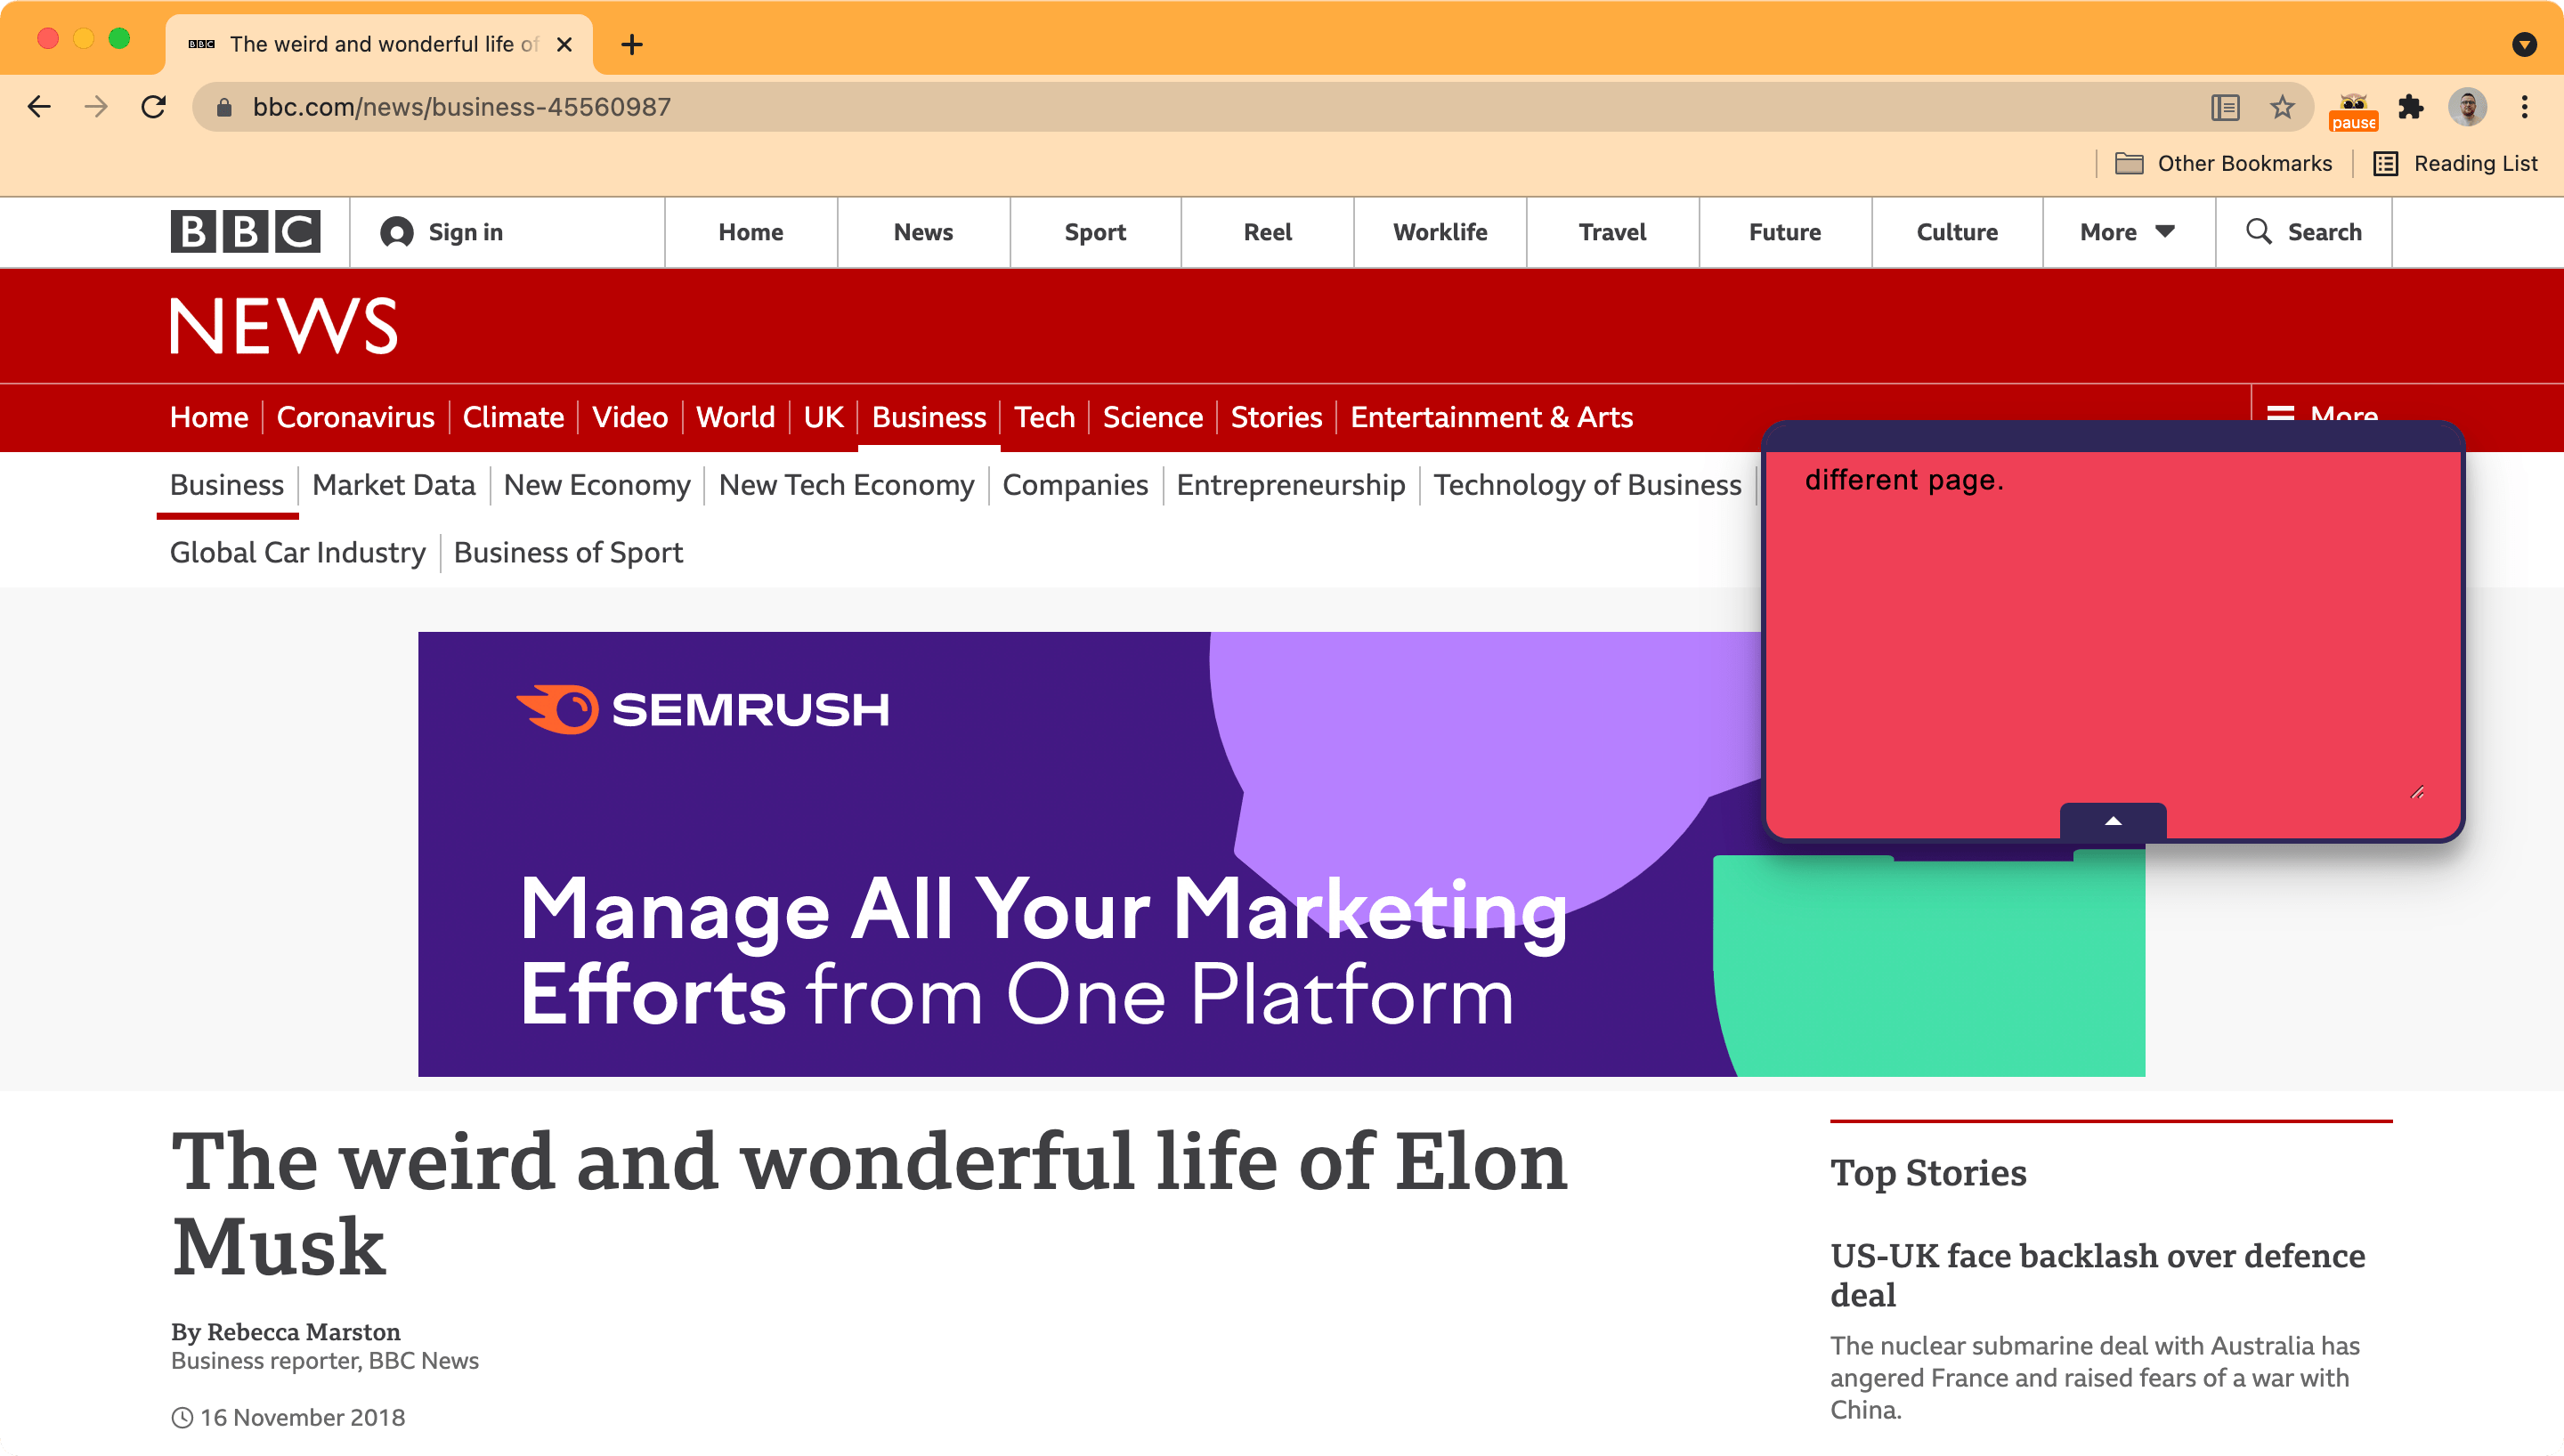 BBC The weird and wonderful life of
bbc.com/news/business-45560987
pause
Other Bookmarks Reading List
BBC Sign in Home News Sport Reel Worklife Travel Future Culture More Search
NEWS
Home Coronavirus Climate Video World UK Business Tech Science Stories Entertainment & Arts More
Business Market Data New Economy New Tech Economy Companies Entrepreneurship Technology of Business
Global Car Industry Business of Sport
different page.
SEMRUSH
Manage All Your Marketing
Efforts from One Platform
The weird and wonderful life of Elon
Musk
By Rebecca Marston
Business reporter, BBC News
16 November 2018
Top Stories
US-UK face backlash over defence
deal
The nuclear submarine deal with Australia has
angered France and raised fears of a war with
China.